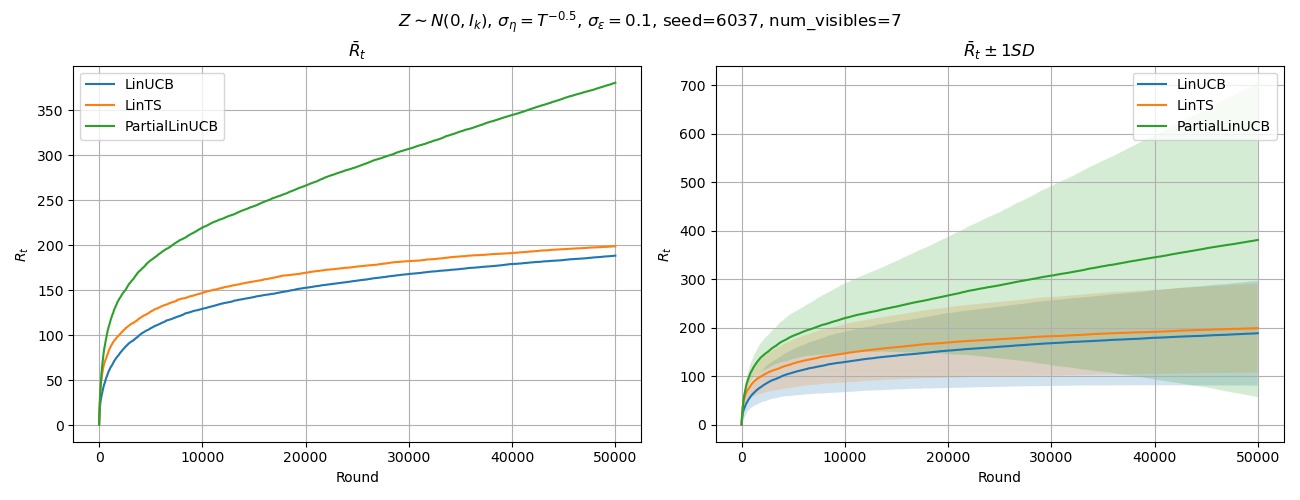 Z ∼ N(0, I_k), σ_η = T^{−0.5}, σ_ε = 0.1, seed=6037, num_visibles=7
R̄_t
LinUCB
LinTS
PartialLinUCB
R_t
350
300
250
200
150
100
50
0
0 10000 20000 30000 40000 50000
Round
R̄_t ± 1SD
LinUCB
LinTS
PartialLinUCB
R_t
700
600
500
400
300
200
100
0
0 10000 20000 30000 40000 50000
Round